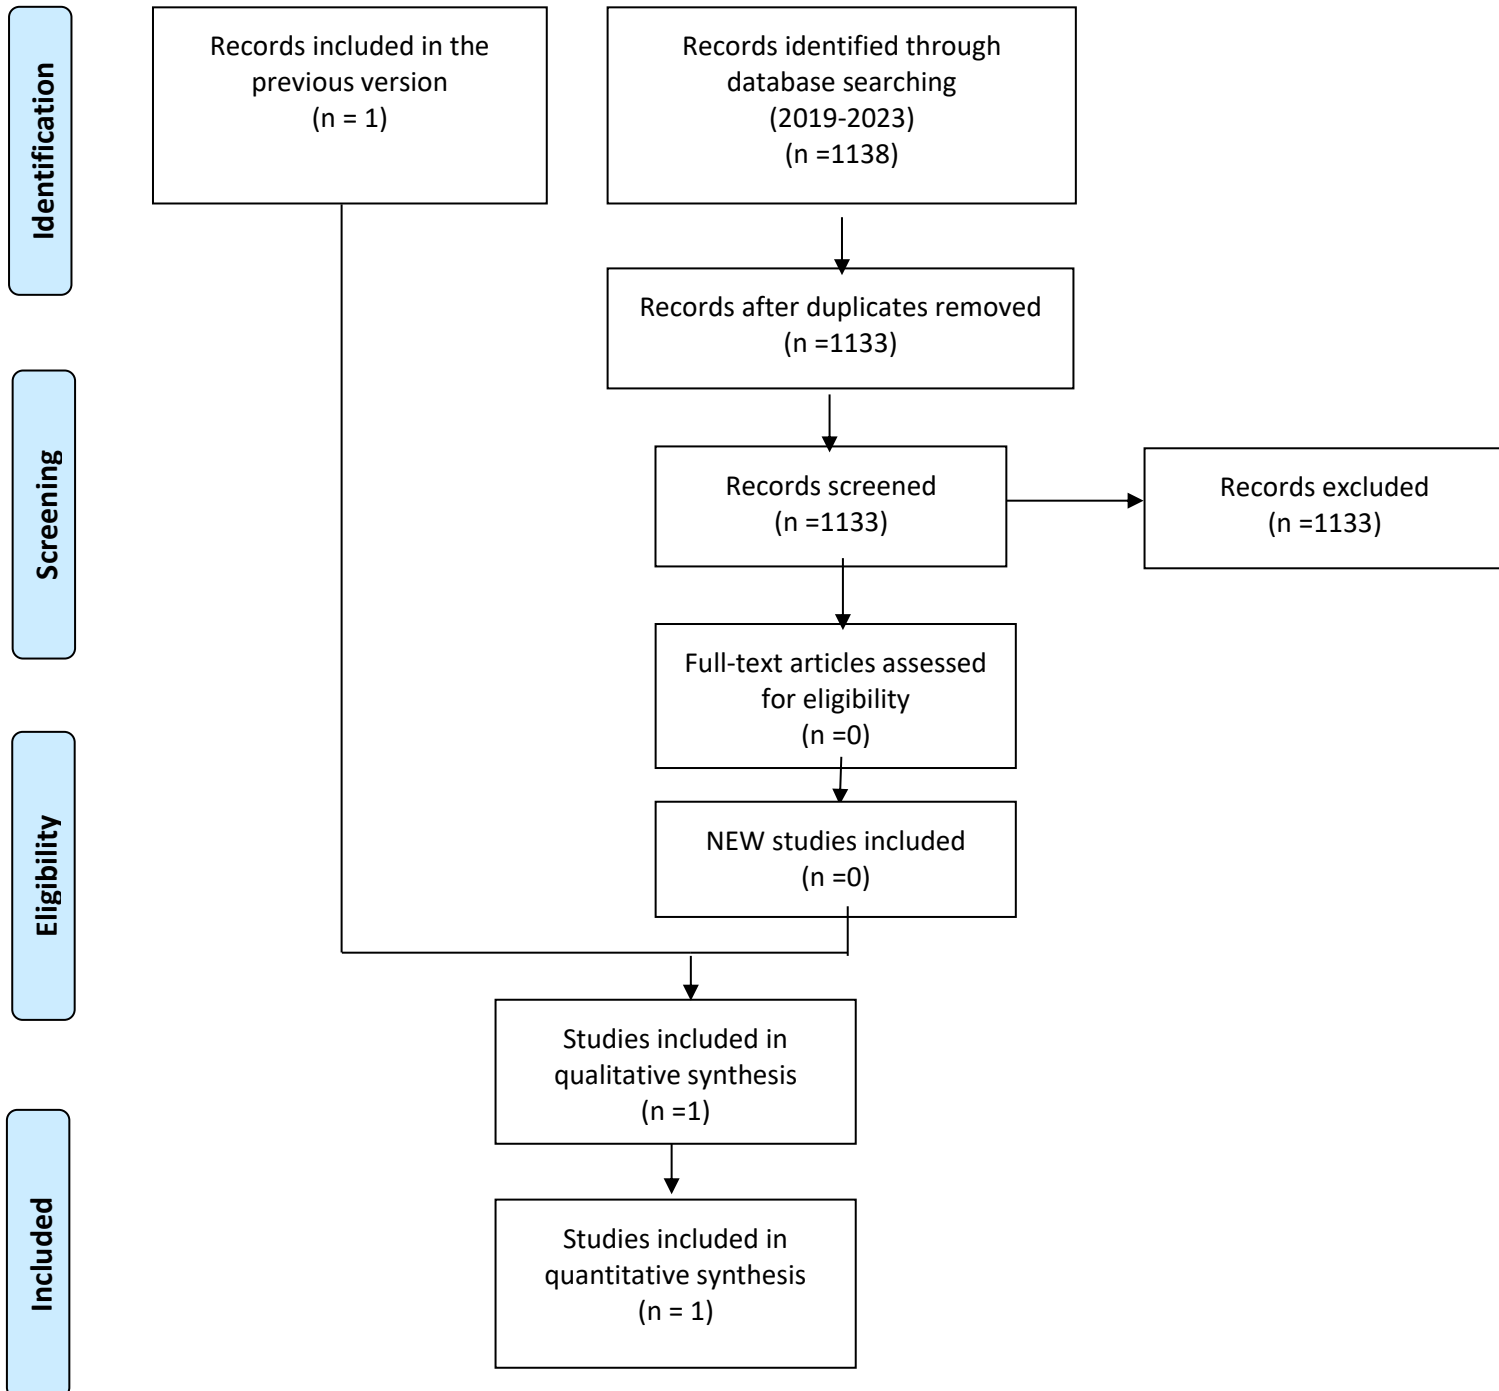 Identification
Records included in the
previous version
(n = 1)
Records identified through
database searching
(2019-2023)
(n =1138)
Records after duplicates removed
(n =1133)
Screening
Records screened
(n =1133)
Records excluded
(n =1133)
Full-text articles assessed
for eligibility
(n =0)
Eligibility
NEW studies included
(n =0)
Studies included in
qualitative synthesis
(n =1)
Included
Studies included in
quantitative synthesis
(n = 1)